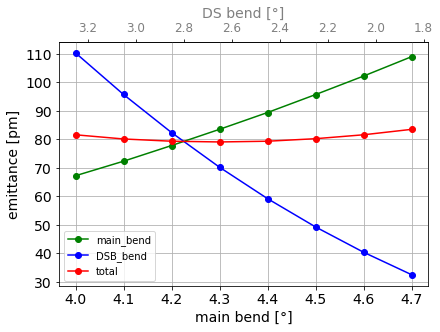 DS bend [°]
3.2 3.0 2.8 2.6 2.4 2.2 2.0 1.8
110
100
90
80
70
60
50
40
30
emittance [pm]
main_bend
DSB_bend
total
4.0 4.1 4.2 4.3 4.4 4.5 4.6 4.7
main bend [°]